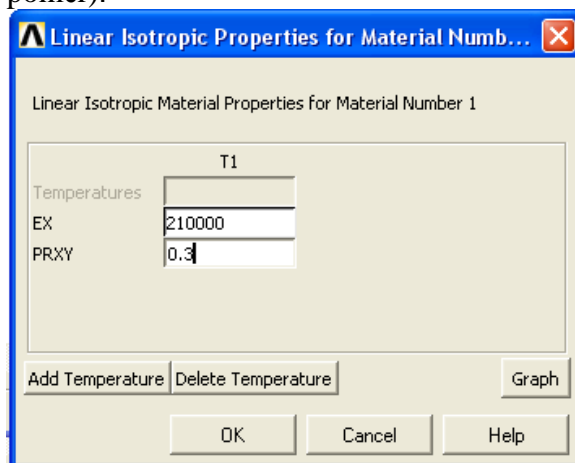 pointer).
Linear Isotropic Properties for Material Numb...
Linear Isotropic Material Properties for Material Number 1
T1
Temperatures
EX 210000
PRXY 0.3
Add Temperature Delete Temperature Graph
OK Cancel Help